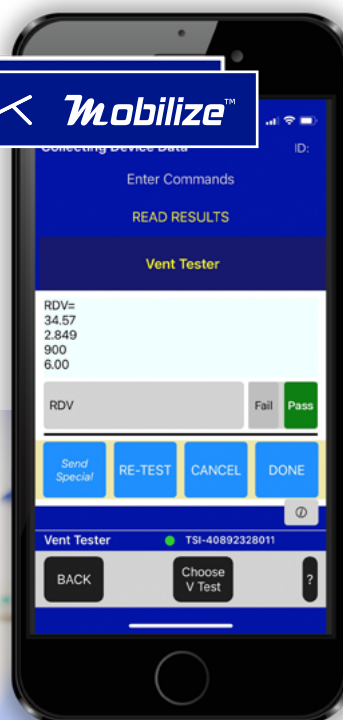 Mobilize™
Collecting Device Data ID:
Enter Commands
READ RESULTS
Vent Tester
RDV=
34.57
2.849
900
6.00
RDV Fail Pass
Send Special RE-TEST CANCEL DONE
Vent Tester TSI-40892328011
BACK Choose V Test ?